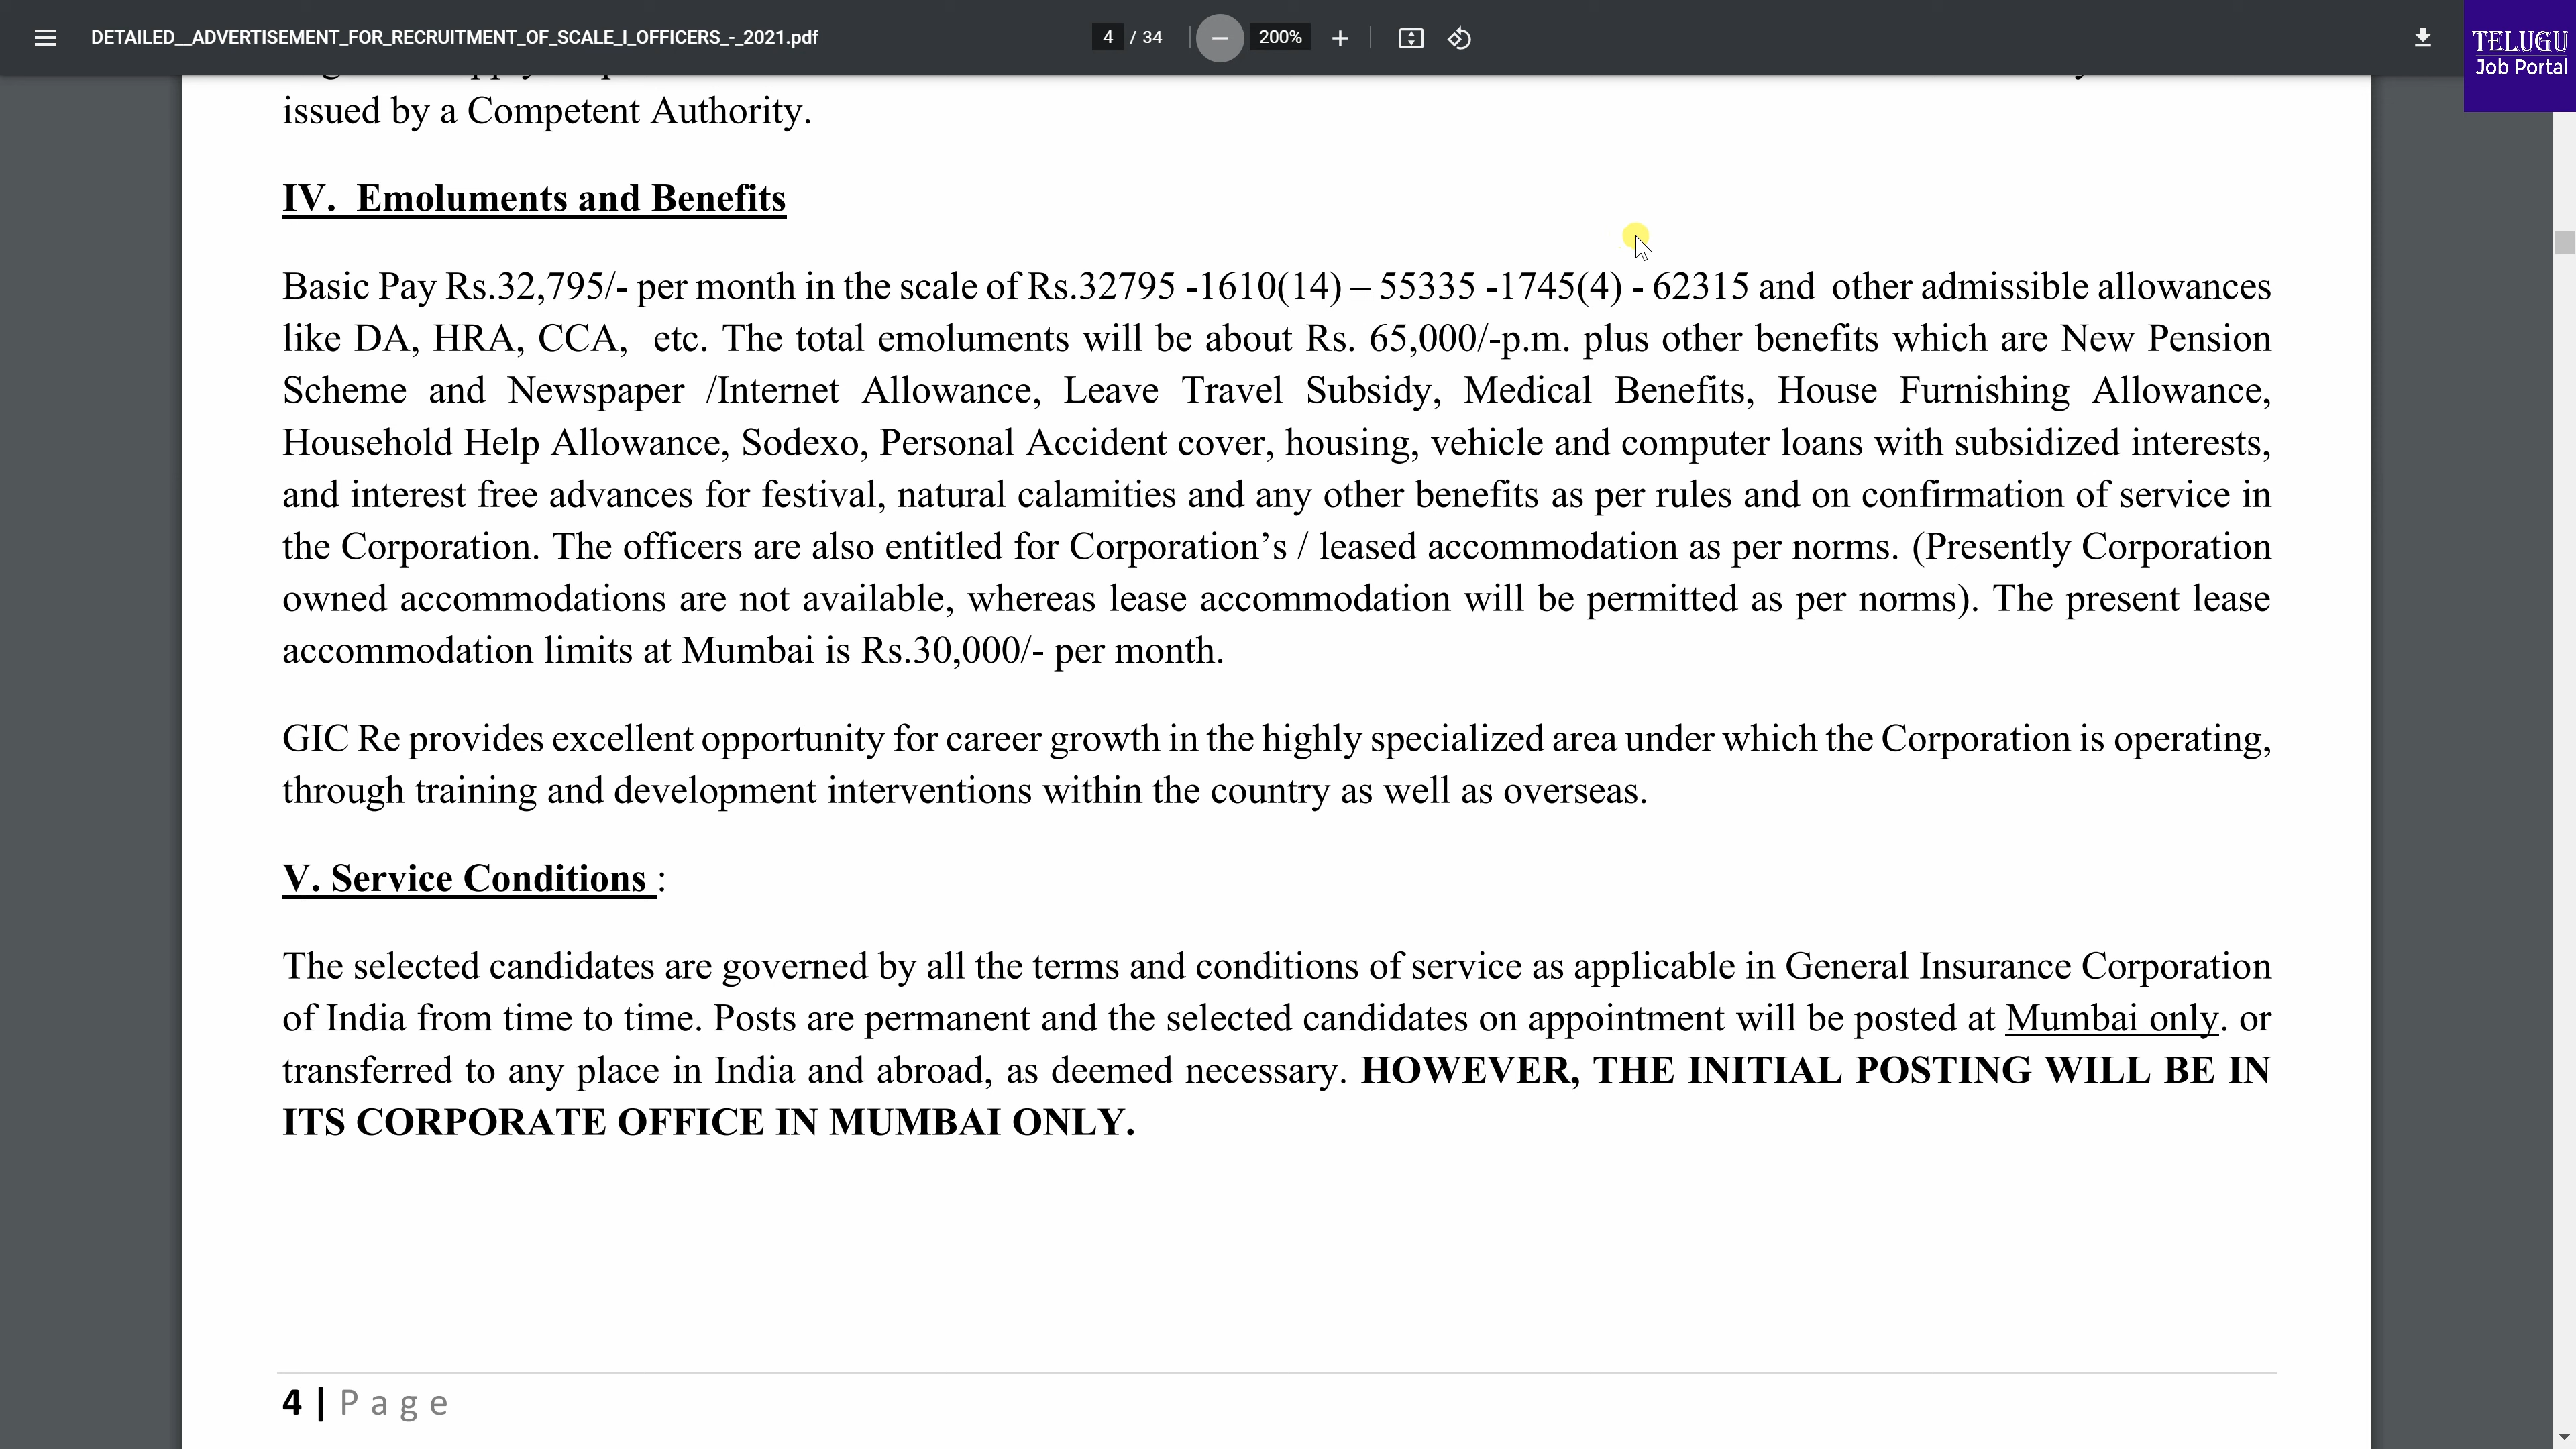 DETAILED__ADVERTISEMENT_FOR_RECRUITMENT_OF_SCALE_I_OFFICERS_-_2021.pdf
4 / 34
200%
TELUGU
Job Portal
issued by a Competent Authority.
IV. Emoluments and Benefits
Basic Pay Rs.32,795/- per month in the scale of Rs.32795 -1610(14) – 55335 -1745(4) - 62315 and other admissible allowances
like DA, HRA, CCA, etc. The total emoluments will be about Rs. 65,000/-p.m. plus other benefits which are New Pension
Scheme and Newspaper /Internet Allowance, Leave Travel Subsidy, Medical Benefits, House Furnishing Allowance,
Household Help Allowance, Sodexo, Personal Accident cover, housing, vehicle and computer loans with subsidized interests,
and interest free advances for festival, natural calamities and any other benefits as per rules and on confirmation of service in
the Corporation. The officers are also entitled for Corporation’s / leased accommodation as per norms. (Presently Corporation
owned accommodations are not available, whereas lease accommodation will be permitted as per norms). The present lease
accommodation limits at Mumbai is Rs.30,000/- per month.
GIC Re provides excellent opportunity for career growth in the highly specialized area under which the Corporation is operating,
through training and development interventions within the country as well as overseas.
V. Service Conditions :
The selected candidates are governed by all the terms and conditions of service as applicable in General Insurance Corporation
of India from time to time. Posts are permanent and the selected candidates on appointment will be posted at Mumbai only. or
transferred to any place in India and abroad, as deemed necessary. HOWEVER, THE INITIAL POSTING WILL BE IN
ITS CORPORATE OFFICE IN MUMBAI ONLY.
4 | Page